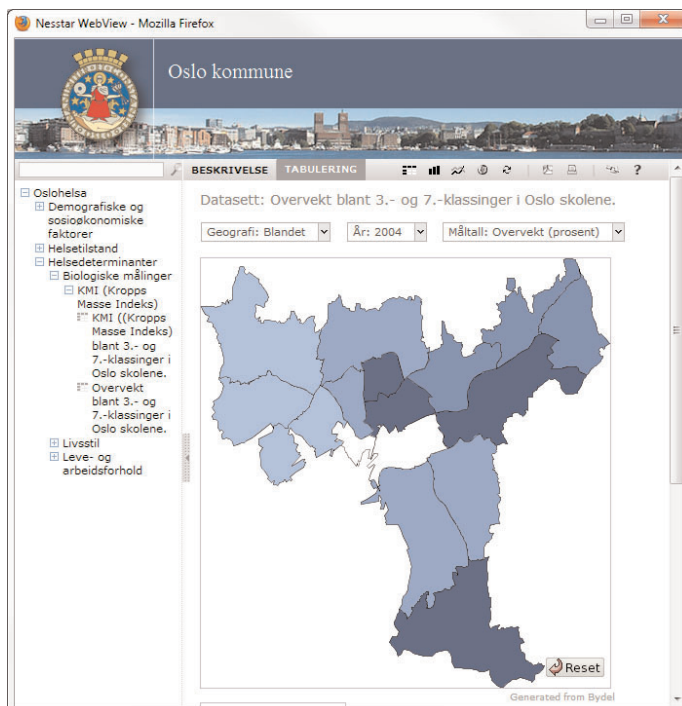 Nesstar WebView - Mozilla Firefox
Oslo kommune
BESKRIVELSE TABULERING ?
Oslohelsa
Demografiske og
sosioøkonomiske
faktorer
Helsetilstand
Helsedeterminanter
Biologiske målinger
KMI (Kropps
Masse Indeks)
KMI ((Kropps
Masse Indeks)
blant 3.- og
7.-klassinger i
Oslo skolene.
Overvekt
blant 3.- og
7.-klassinger i
Oslo skolene.
Livsstil
Leve- og
arbeidsforhold
Datasett: Overvekt blant 3.- og 7.-klassinger i Oslo skolene.
Geografi: Blandet År: 2004 Måltall: Overvekt (prosent)
Reset
Generated from Bydel